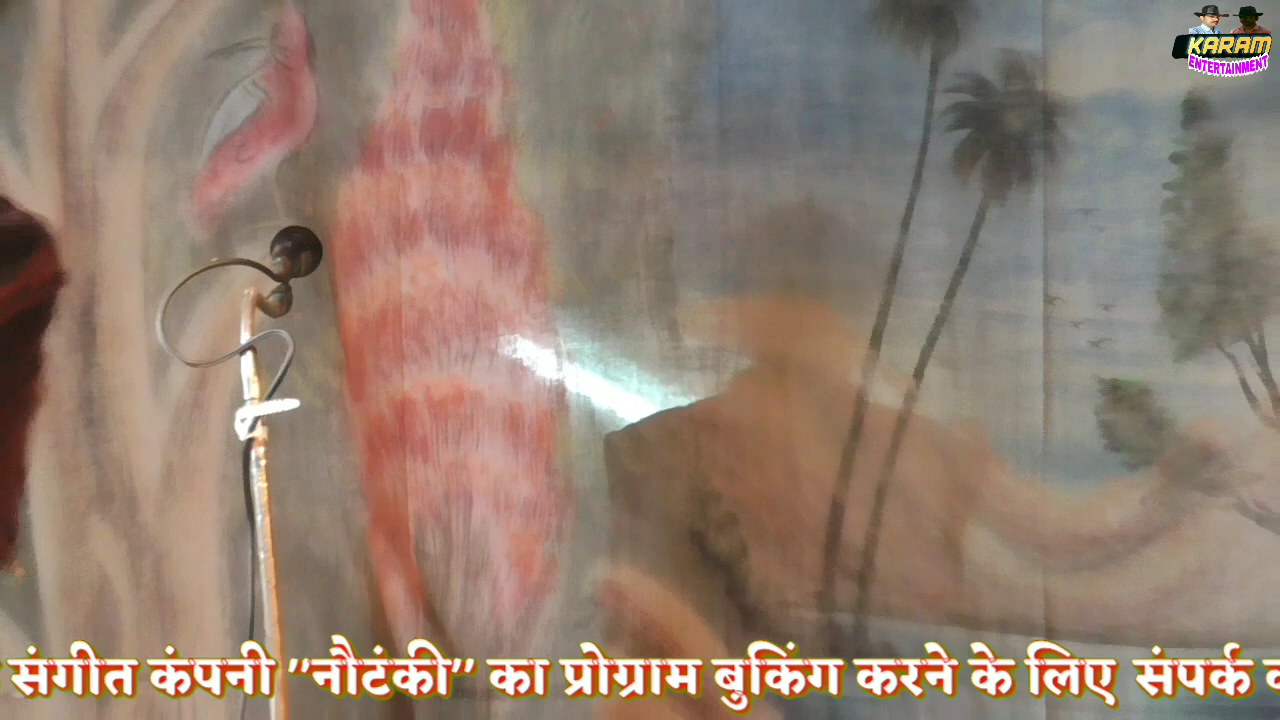 KARAM
ENTERTAINMENT
संगीत कंपनी "नौटंकी" का प्रोग्राम बुकिंग करने के लिए संपर्क